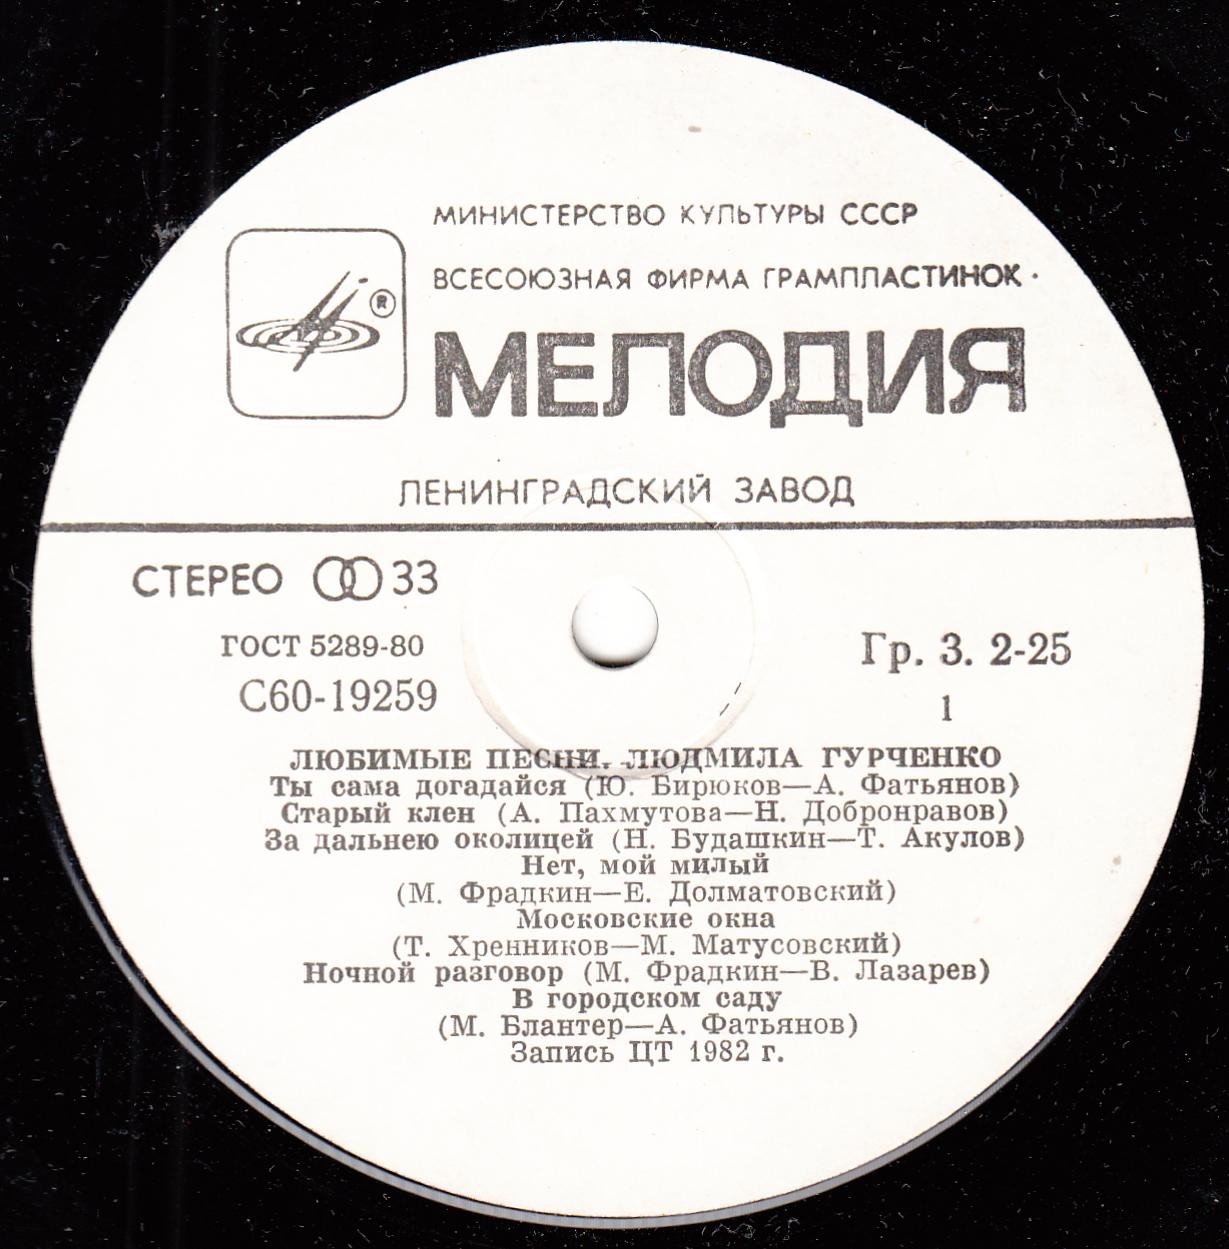 МИНИСТЕРСТВО КУЛЬТУРЫ СССР
ВСЕСОЮЗНАЯ ФИРМА ГРАМПЛАСТИНОК
®
МЕЛОДИЯ
ЛЕНИНГРАДСКИЙ ЗАВОД
СТЕРЕО 33
ГОСТ 5289-80
Гр. 3. 2-25
С60-19259
1
ЛЮБИМЫЕ ПЕСНИ. ЛЮДМИЛА ГУРЧЕНКО
Ты сама догадайся (Ю. Бирюков—А. Фатьянов)
Старый клен (А. Пахмутова—Н. Добронравов)
За дальнею околицей (Н. Будашкин—Т. Акулов)
Нет, мой милый
(М. Фрадкин—Е. Долматовский)
Московские окна
(Т. Хренников—М. Матусовский)
Ночной разговор (М. Фрадкин—В. Лазарев)
В городском саду
(М. Блантер—А. Фатьянов)
Запись ЦТ 1982 г.